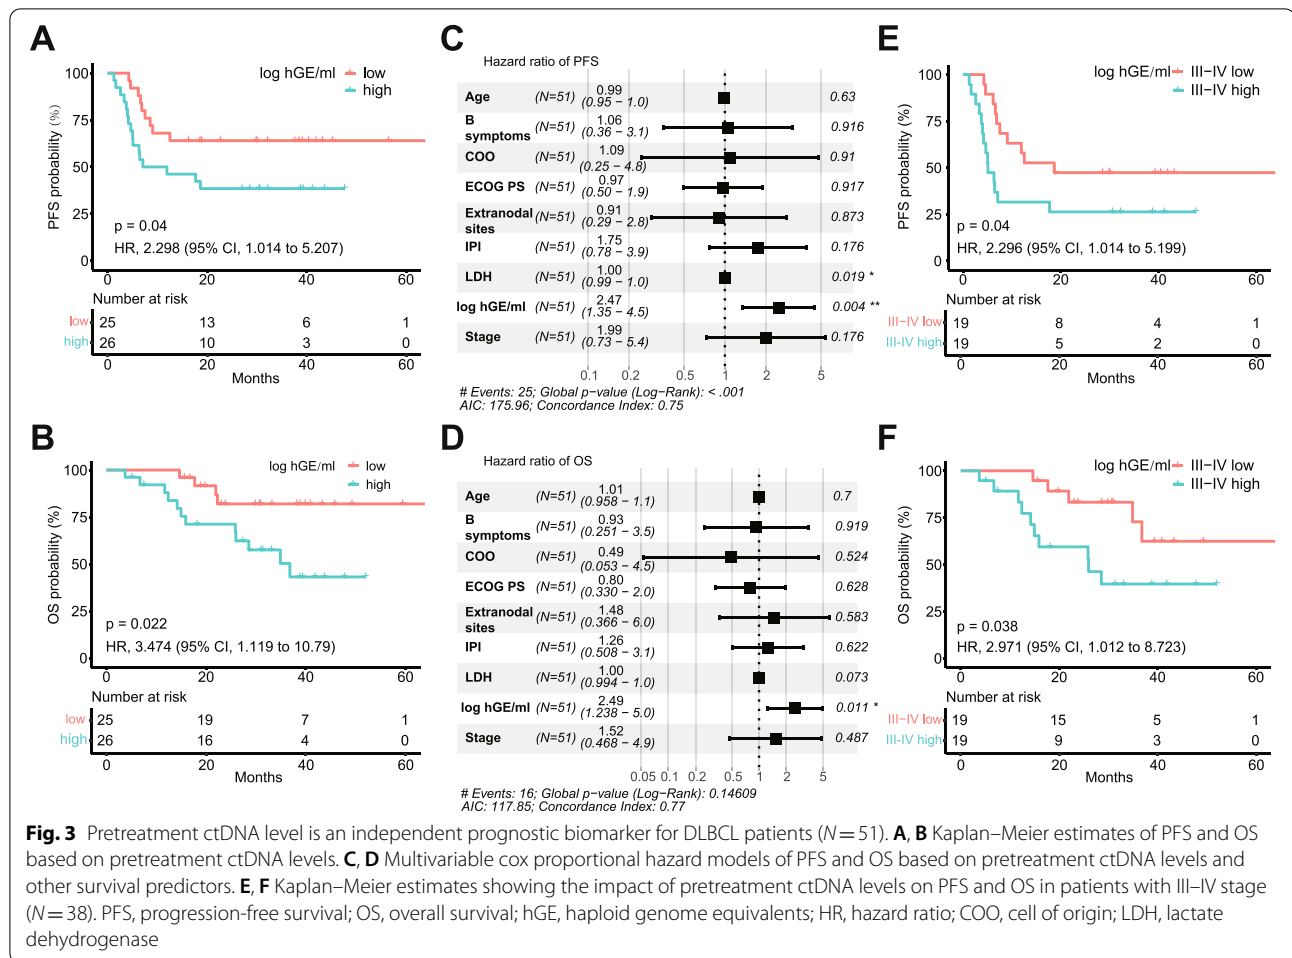 A
log hGE/ml low
high
PFS probability (%)
100
75
50
25
0
p = 0.04
HR, 2.298 (95% CI, 1.014 to 5.207)
0 20 40 60
Number at risk
low 25 13 6 1
high 26 10 3 0
0 20 40 60
Months
C
Hazard ratio of PFS
Age (N=51) 0.99 (0.95 − 1.0) 0.63
B symptoms (N=51) 1.06 (0.36 − 3.1) 0.916
COO (N=51) 1.09 (0.25 − 4.8) 0.91
ECOG PS (N=51) 0.97 (0.50 − 1.9) 0.917
Extranodal sites (N=51) 0.91 (0.29 − 2.8) 0.873
IPI (N=51) 1.75 (0.78 − 3.9) 0.176
LDH (N=51) 1.00 (0.99 − 1.0) 0.019 *
log hGE/ml (N=51) 2.47 (1.35 − 4.5) 0.004 **
Stage (N=51) 1.99 (0.73 − 5.4) 0.176
0.1 0.2 0.5 1 2 5
# Events: 25; Global p−value (Log−Rank): < .001
AIC: 175.96; Concordance Index: 0.75
E
log hGE/ml III−IV low
III−IV high
PFS probability (%)
100
75
50
25
0
p = 0.04
HR, 2.296 (95% CI, 1.014 to 5.199)
0 20 40 60
Number at risk
III−IV low 19 8 4 1
III-IV high 19 5 2 0
0 20 40 60
Months
B
log hGE/ml low
high
OS probability (%)
100
75
50
25
0
p = 0.022
HR, 3.474 (95% CI, 1.119 to 10.79)
0 20 40 60
Number at risk
low 25 19 7 1
high 26 16 4 0
0 20 40 60
Months
D
Hazard ratio of OS
Age (N=51) 1.01 (0.958 − 1.1) 0.7
B symptoms (N=51) 0.93 (0.251 − 3.5) 0.919
COO (N=51) 0.49 (0.053 − 4.5) 0.524
ECOG PS (N=51) 0.80 (0.330 − 2.0) 0.628
Extranodal sites (N=51) 1.48 (0.366 − 6.0) 0.583
IPI (N=51) 1.26 (0.508 − 3.1) 0.622
LDH (N=51) 1.00 (0.994 − 1.0) 0.073
log hGE/ml (N=51) 2.49 (1.238 − 5.0) 0.011 *
Stage (N=51) 1.52 (0.468 − 4.9) 0.487
0.05 0.1 0.2 0.5 1 2 5
# Events: 16; Global p−value (Log−Rank): 0.14609
AIC: 117.85; Concordance Index: 0.77
F
log hGE/ml III−IV low
III−IV high
OS probability (%)
100
75
50
25
0
p = 0.038
HR, 2.971 (95% CI, 1.012 to 8.723)
0 20 40 60
Number at risk
III−IV low 19 15 5 1
III-IV high 19 9 3 0
0 20 40 60
Months
Fig. 3 Pretreatment ctDNA level is an independent prognostic biomarker for DLBCL patients (N = 51). A, B Kaplan–Meier estimates of PFS and OS
based on pretreatment ctDNA levels. C, D Multivariable cox proportional hazard models of PFS and OS based on pretreatment ctDNA levels and
other survival predictors. E, F Kaplan–Meier estimates showing the impact of pretreatment ctDNA levels on PFS and OS in patients with III–IV stage
(N = 38). PFS, progression-free survival; OS, overall survival; hGE, haploid genome equivalents; HR, hazard ratio; COO, cell of origin; LDH, lactate
dehydrogenase